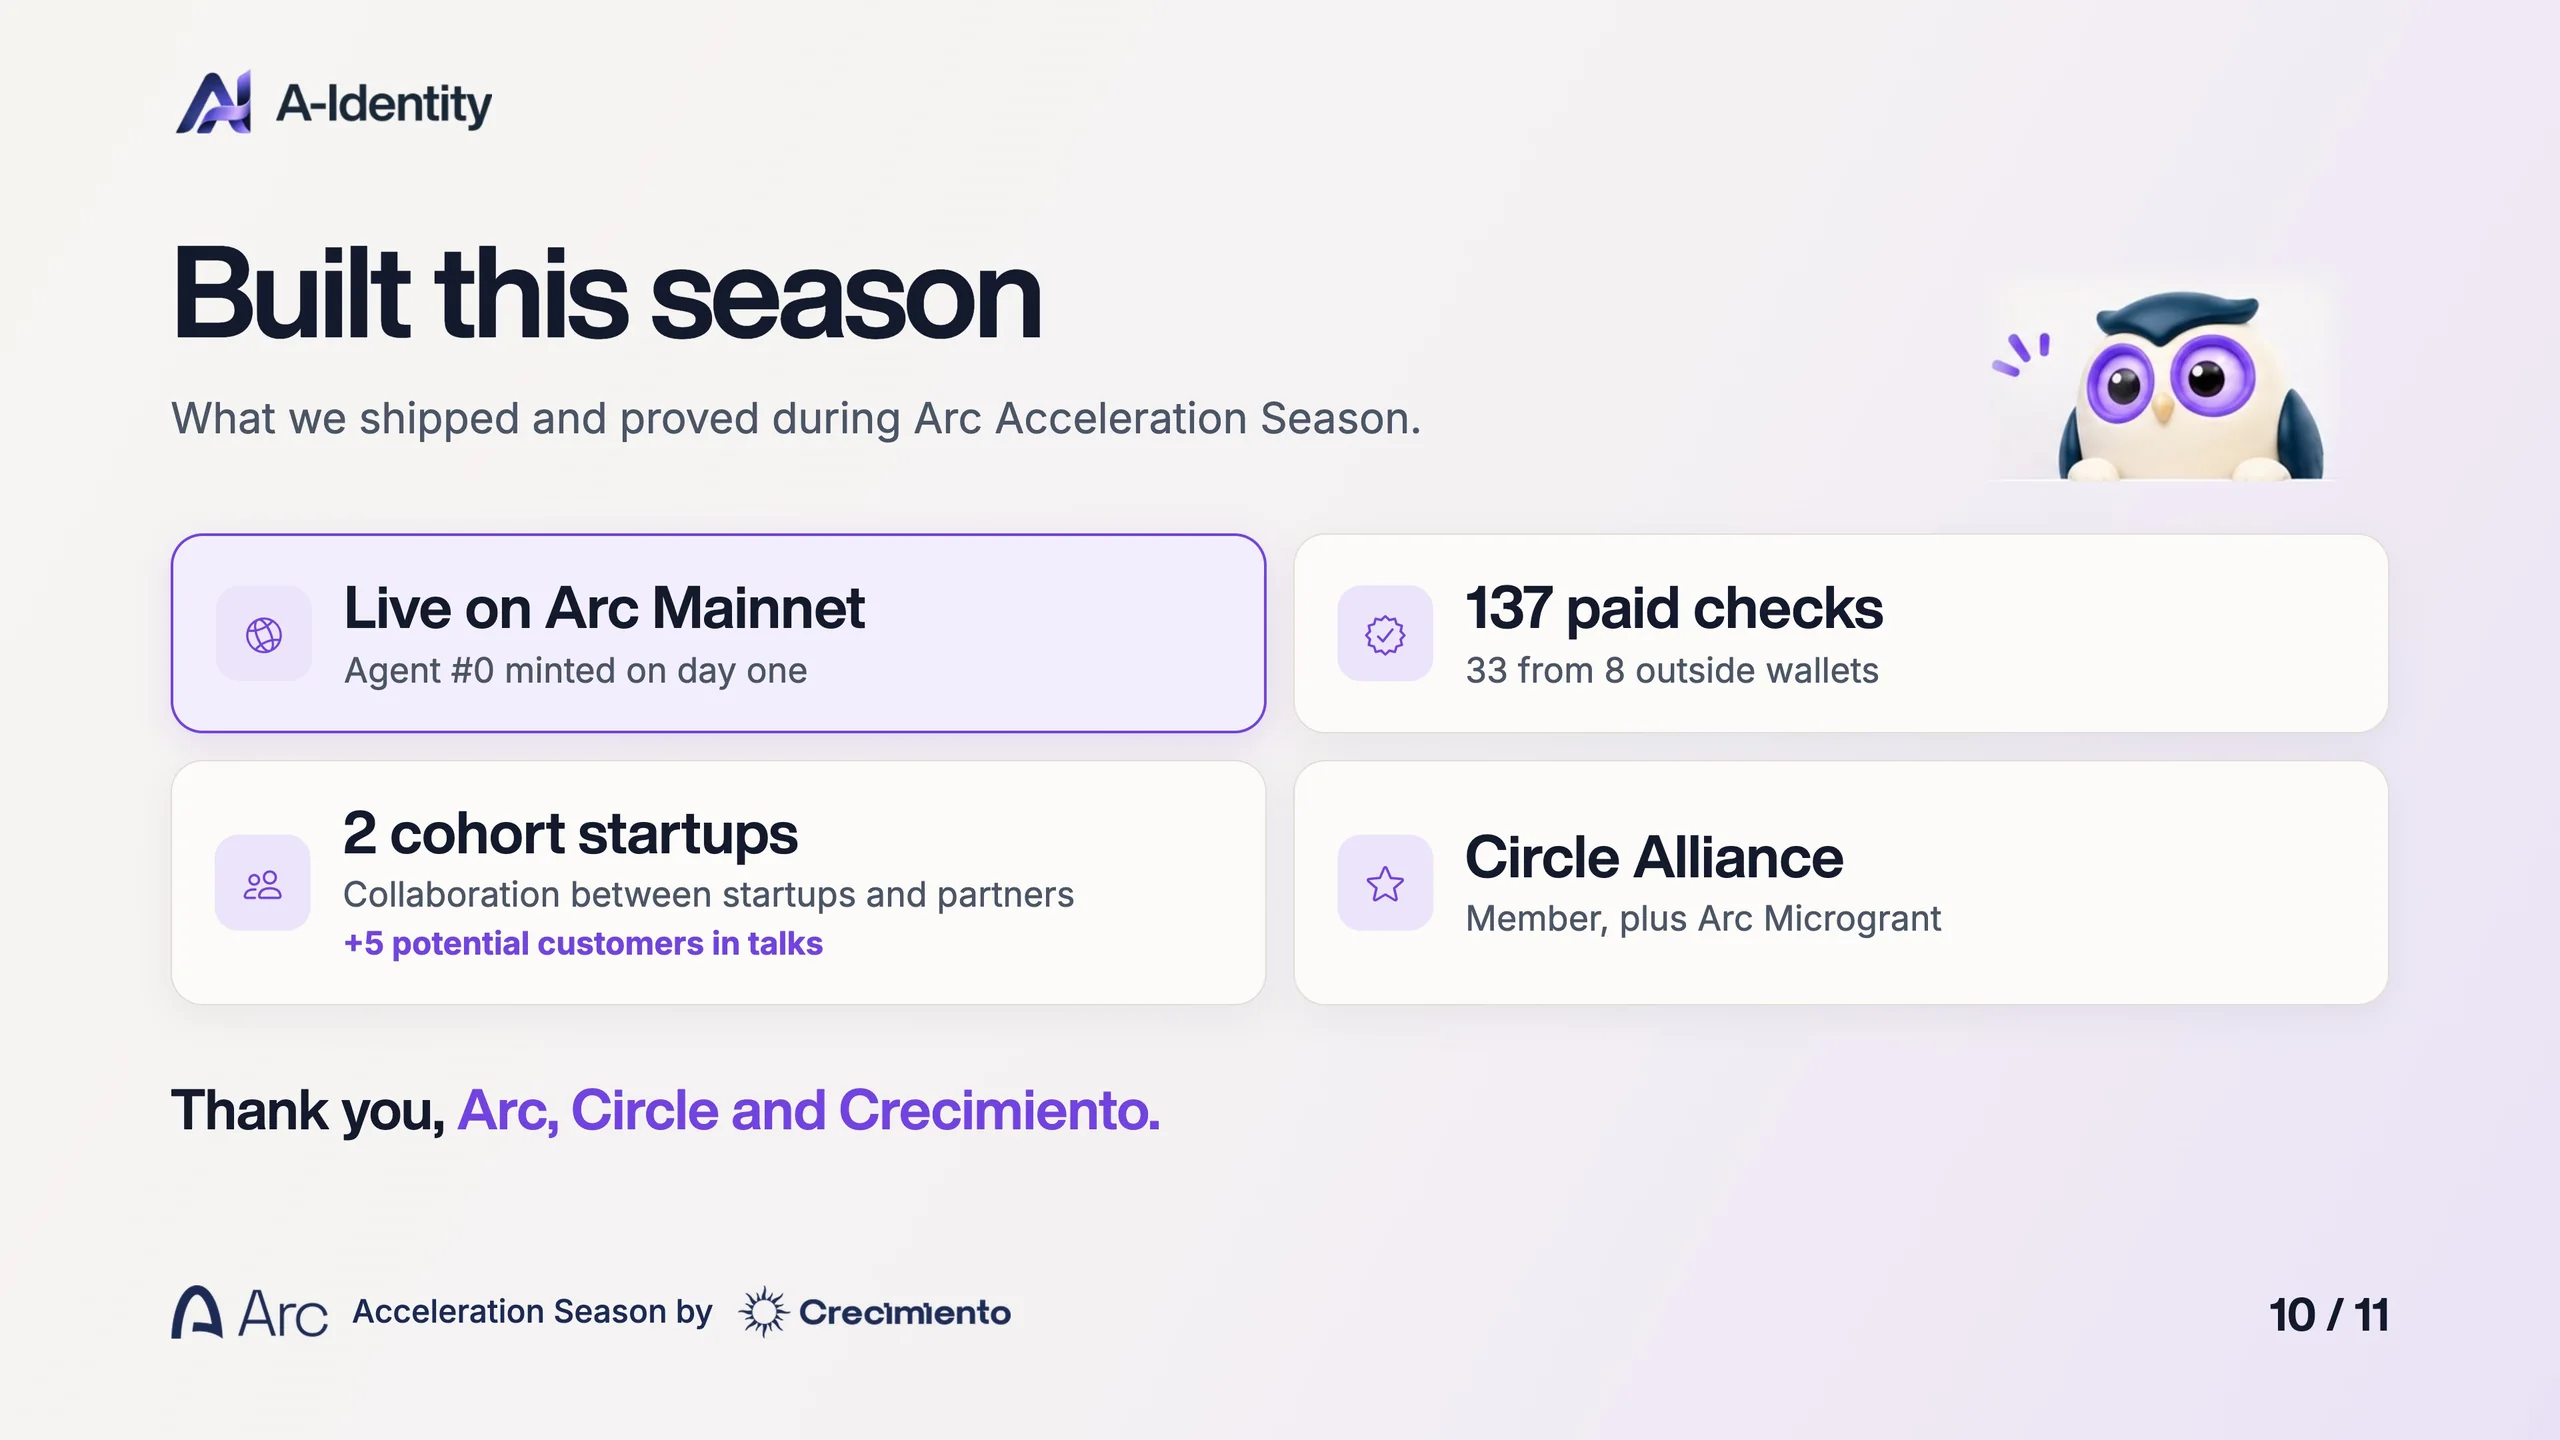 A-Identity
Built this season
What we shipped and proved during Arc Acceleration Season.
Live on Arc Mainnet
Agent #0 minted on day one
137 paid checks
33 from 8 outside wallets
2 cohort startups
Collaboration between startups and partners
+5 potential customers in talks
Circle Alliance
Member, plus Arc Microgrant
Thank you, Arc, Circle and Crecimiento.
Arc Acceleration Season by Crecimiento
10 / 11